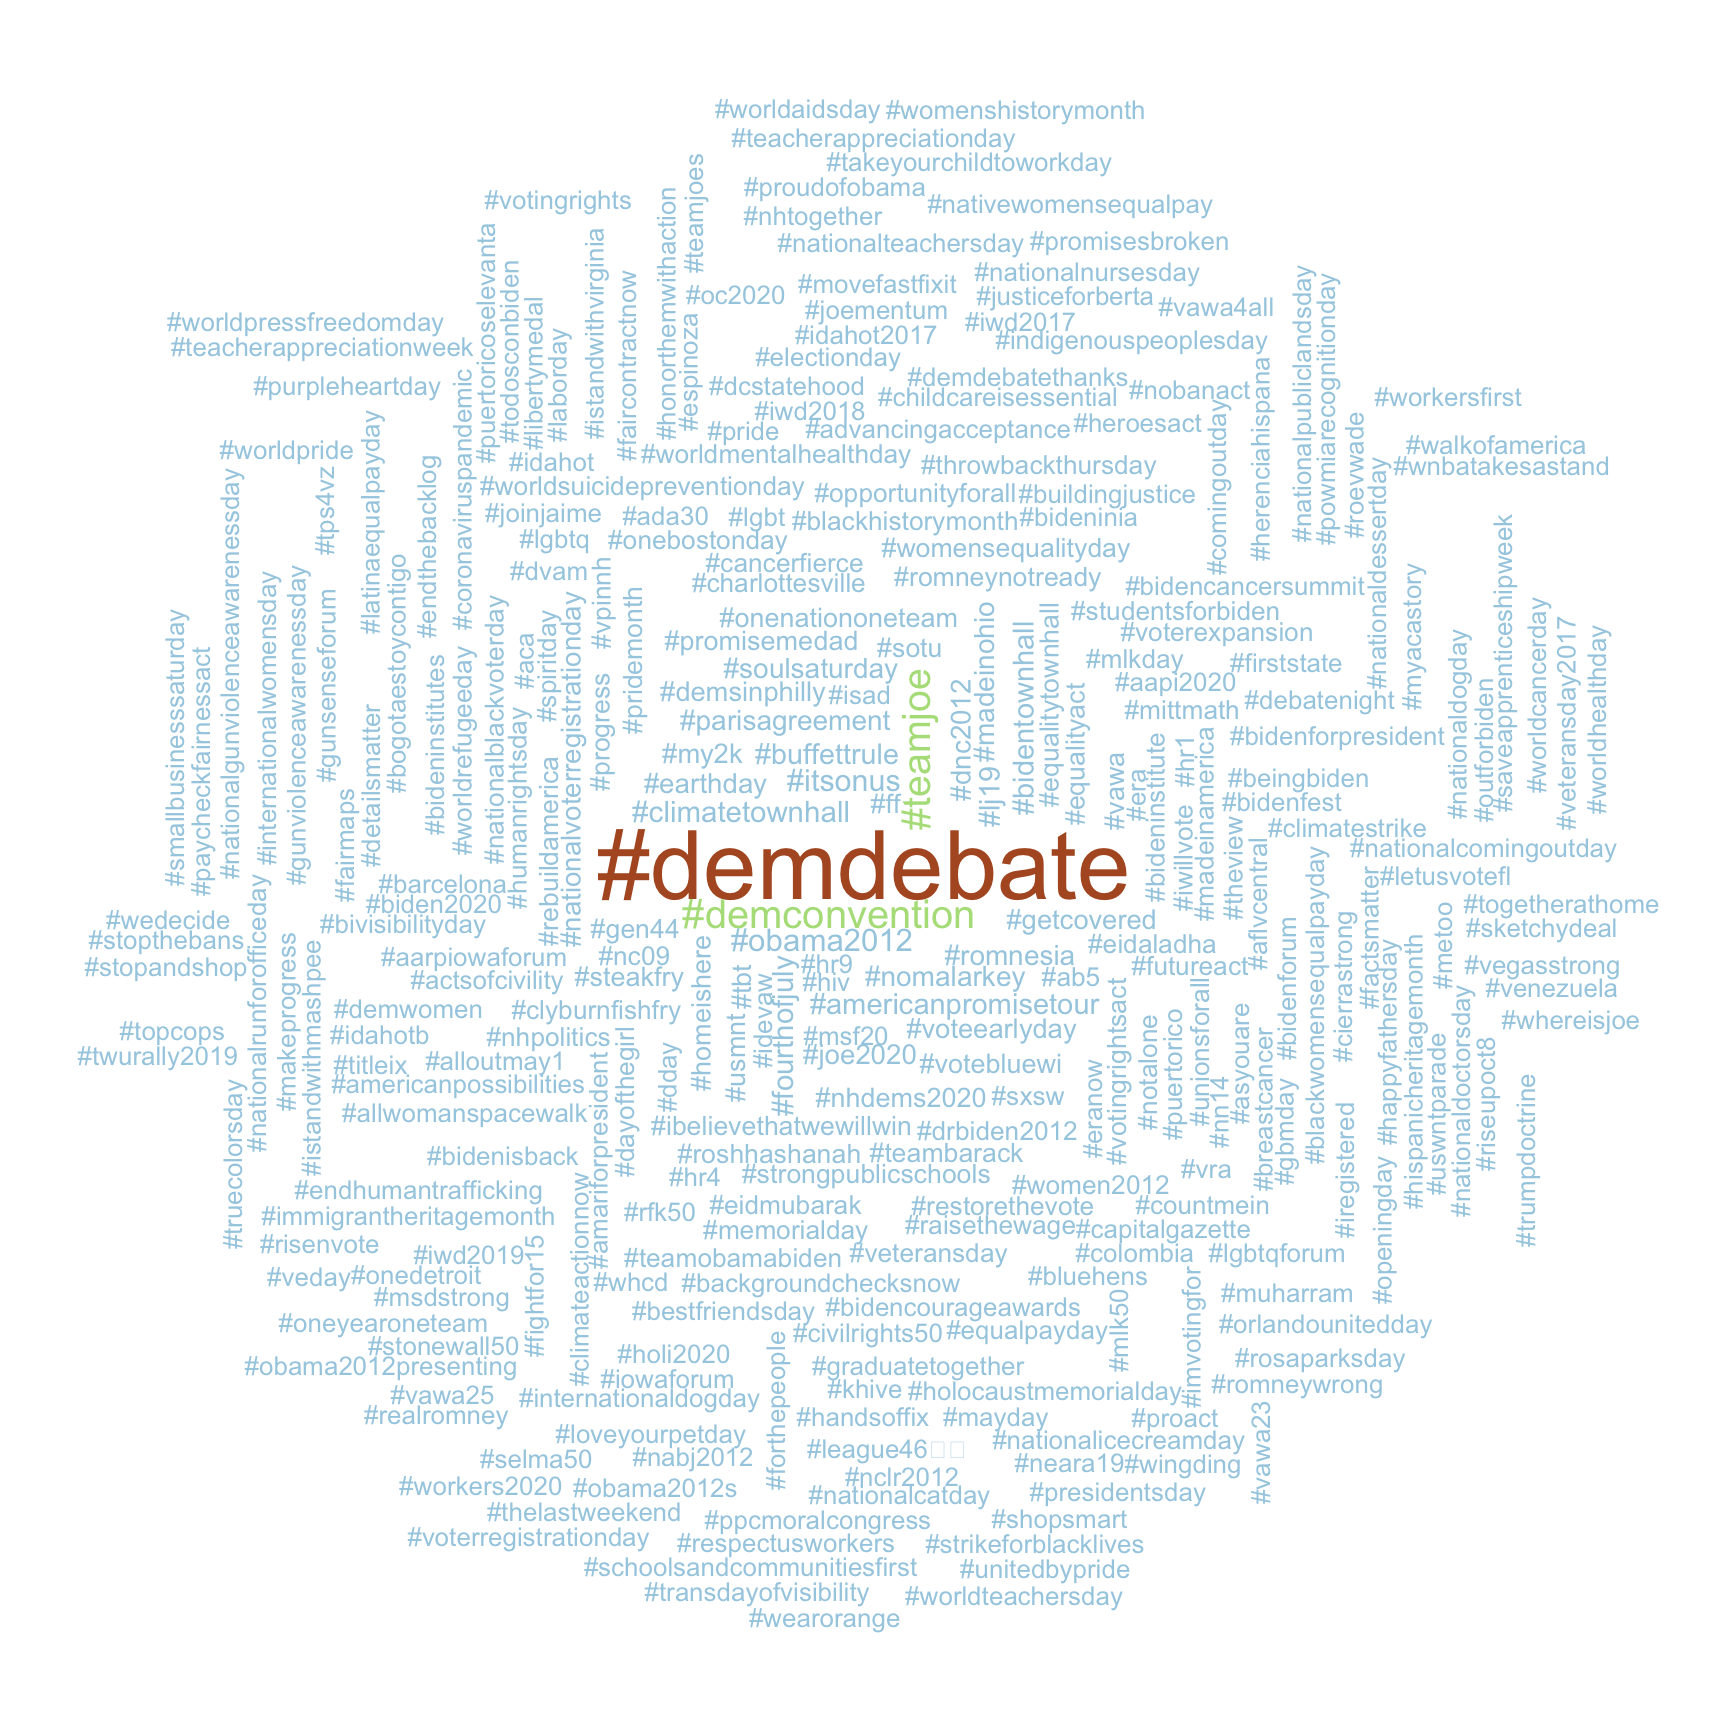 #worldaidsday #womenshistorymonth
#teacherappreciationday
#takeyourchildtoworkday
#proudofobama
#votingrights
#nativewomensequalpay
#nhtogether
#nationalteachersday #promisesbroken
#teamjoes
#honorthemwithaction
#puertoricoselevanta
#todosconbiden
#libertymedal
#laborday
#istandwithvirginia
#faircontractnow
#espinoza
#nationalnursesday
#movefastfixit
#oc2020
#justiceforberta
#joementum
#vawa4all
#iwd2017
#idahot2017
#indigenouspeoplesday
#electionday
#worldpressfreedomday
#teacherappreciationweek
#purpleheartday
#demdebatethanks
#dcstatehood
#nobanact
#childcareisessential
#iwd2018
#heroesact
#pride
#advancingacceptance
#workersfirst
#nationalpubliclandsday
#powmiarecognitionday
#roevwade
#herenciahispana
#comingoutday
#walkofamerica
#wnbatakesastand
#worldpride
#idahot
#worldmentalhealthday
#throwbackthursday
#worldsuicidepreventionday
#opportunityforall #buildingjustice
#joinjaime
#ada30
#lgbt
#blackhistorymonth #bideninia
#lgbtq
#onebostonday
#womensequalityday
#dvam
#cancerfierce
#charlottesville
#romneynotready
#bidencancersummit
#tps4vz
#latinaequalpayday
#endthebacklog
#coronaviruspandemic
#nationalgunviolenceawarenessday
#internationalwomensday
#gunviolenceawarenessday
#gunsenseforum
#bogotaestoycontigo
#smallbusinesssaturday
#paycheckfairnessact
#detailsmatter
#fairmaps
#bideninstitutes
#worldrefugeeday
#nationalblackvoterday
#humanrightsday
#aca
#spiritday
#nationalvoterregistrationday
#rebuildamerica
#vpinnh
#progress
#pridemonth
#onenationoneteam
#studentsforbiden
#promisemedad
#sotu
#voterexpansion
#soulsaturday
#mlkday
#firststate
#demsinphilly #isad
#aapi2020
#debatenight
#parisagreement
#mittmath
#my2k
#buffettrule
#bidenforpresident
#earthday
#itsonus
#beingbiden
#climatetownhall
#ff
#bidenfest
#teamjoe
#dnc2012
#madeinohio
#lj19
#bidentownhall
#equalitytownhall
#equalityact
#vawa
#era
#bideninstitute
#hr1
#iwillvote
#madeinamerica
#theview
#aflvcentral
#nationaldessertday
#myacastory
#nationaldogday
#outforbiden
#saveapprenticeshipweek
#worldcancerday
#veteransday2017
#worldhealthday
#climatestrike
#nationalcomingoutday
#letusvotefl
#demdebate
#barcelona
#biden2020
#bivisibilityday
#wedecide
#stopthebans
#stopandshop
#demconvention
#getcovered
#togetherathome
#sketchydeal
#gen44
#obama2012
#eidaladha
#aarpiowaforum
#nc09
#romnesia
#hr9
#futureact
#vegasstrong
#actsofcivility
#steakfry
#hiv
#nomalarkey
#ab5
#venezuela
#demwomen
#clyburnfishfry
#americanpromisetour
#whereisjoe
#topcops
#idahotb
#nhpolitics
#msf20
#voteearlyday
#twurally2019
#titleix
#alloutmay1
#joe2020
#votebluewi
#americanpossibilities
#allwomanspacewalk
#nhdems2020 #sxsw
#nationalrunforofficeday
#makeprogress
#istandwithmashpee
#truecolorsday
#homeishere
#tbt
#usmnt
#idevaw
#fourthofjuly
#dday
#dayofthegirl
#amariforpresident
#climateactionnow
#fightfor15
#eranow
#votingrightsact
#notalone
#puertorico
#unionsforall
#nn14
#asyouare
#breastcancer
#gbmday
#bidenforum
#blackwomensequalpayday
#cierrastrong
#iregistered
#factsmatter
#happyfathersday
#openingday
#hispanicheritagemonth
#uswntparade
#metoo
#nationaldoctorsday
#riseupoct8
#trumpdoctrine
#ibelievethatwewillwin #drbiden2012
#bidenisback
#roshhashanah #teambarack
#hr4
#strongpublicschools
#vra
#women2012
#endhumantrafficking
#rfk50
#eidmubarak
#restorethevote
#countmein
#immigrantheritagemonth
#memorialday
#raisethewage #capitalgazette
#risenvote
#iwd2019
#teamobamabiden #veteransday
#colombia
#lgbtqforum
#veday #onedetroit
#whcd
#backgroundchecksnow
#bluehens
#msdstrong
#muharram
#bestfriendsday #bidencourageawards
#oneyearoneteam
#civilrights50 #equalpayday
#orlandounitedday
#mlk50
#imvotingfor
#stonewall50
#holi2020
#rosaparksday
#obama2012presenting
#graduatetogether
#iowaforum
#forthepeople
#romneywrong
#vawa25
#internationaldogday
#khive #holocaustmemorialday
#realromney
#handsoffix #mayday
#proact
#vawa23
#loveyourpetday
#nationalicecreamday
#selma50
#nabj2012
#league46
#neara19 #wingding
#nclr2012
#workers2020 #obama2012s
#nationalcatday
#presidentsday
#thelastweekend
#ppcmoralcongress
#shopsmart
#voterregistrationday
#respectusworkers
#strikeforblacklives
#schoolsandcommunitiesfirst
#unitedbypride
#transdayofvisibility
#worldteachersday
#wearorange